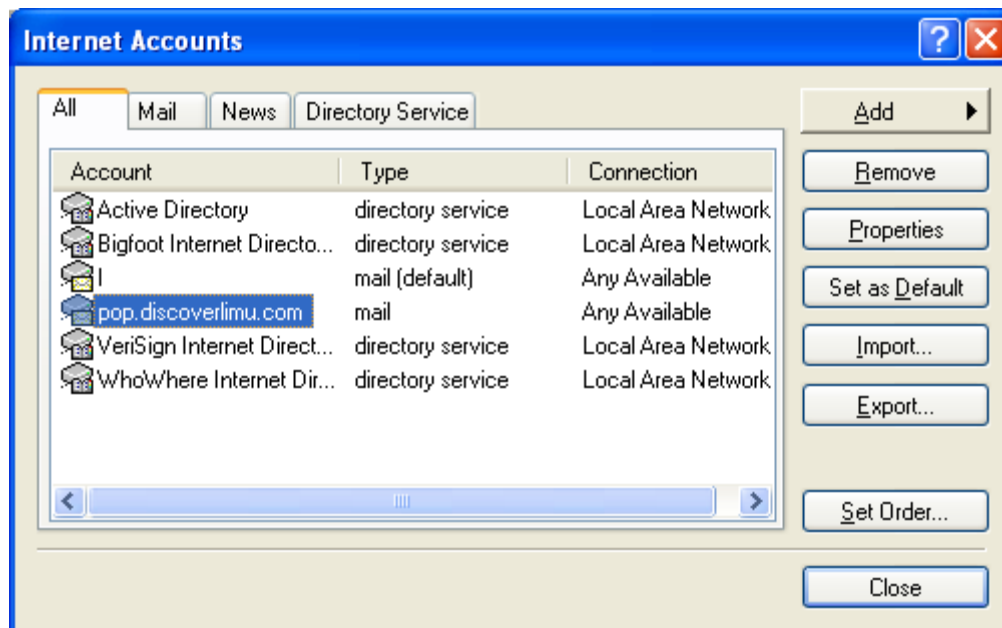 Internet Accounts
All Mail News Directory Service
Add
Remove
Properties
Set as Default
Import...
Export...
Set Order...
Close
Account Type Connection
Active Directory directory service Local Area Network
Bigfoot Internet Directo... directory service Local Area Network
l mail (default) Any Available
pop.discoverlimu.com mail Any Available
VeriSign Internet Direct... directory service Local Area Network
WhoWhere Internet Dir... directory service Local Area Network